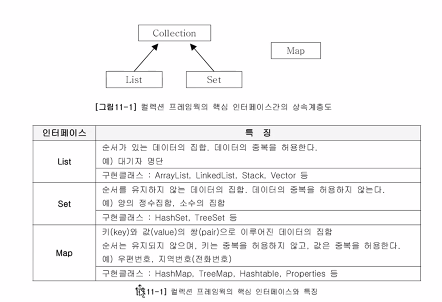 Collection
Map
List
Set
[그림11-1] 컬렉션 프레임웍의 핵심 인터페이스간의 상속계층도
인터페이스 특 징
List
순서가 있는 데이터의 집합. 데이터의 중복을 허용한다.
예) 대기자 명단
구현클래스 : ArrayList, LinkedList, Stack, Vector 등
Set
순서를 유지하지 않는 데이터의 집합. 데이터의 중복을 허용하지 않는다.
예) 양의 정수집합, 소수의 집합
구현클래스 : HashSet, TreeSet 등
Map
키(key)와 값(value)의 쌍(pair)으로 이루어진 데이터의 집합
순서는 유지되지 않으며, 키는 중복을 허용하지 않고, 값은 중복을 허용한다.
예) 우편번호, 지역번호(전화번호)
구현클래스 : HashMap, TreeMap, Hashtable, Properties 등
11-1] 컬렉션 프레임웍의 핵심 인터페이스와 특징